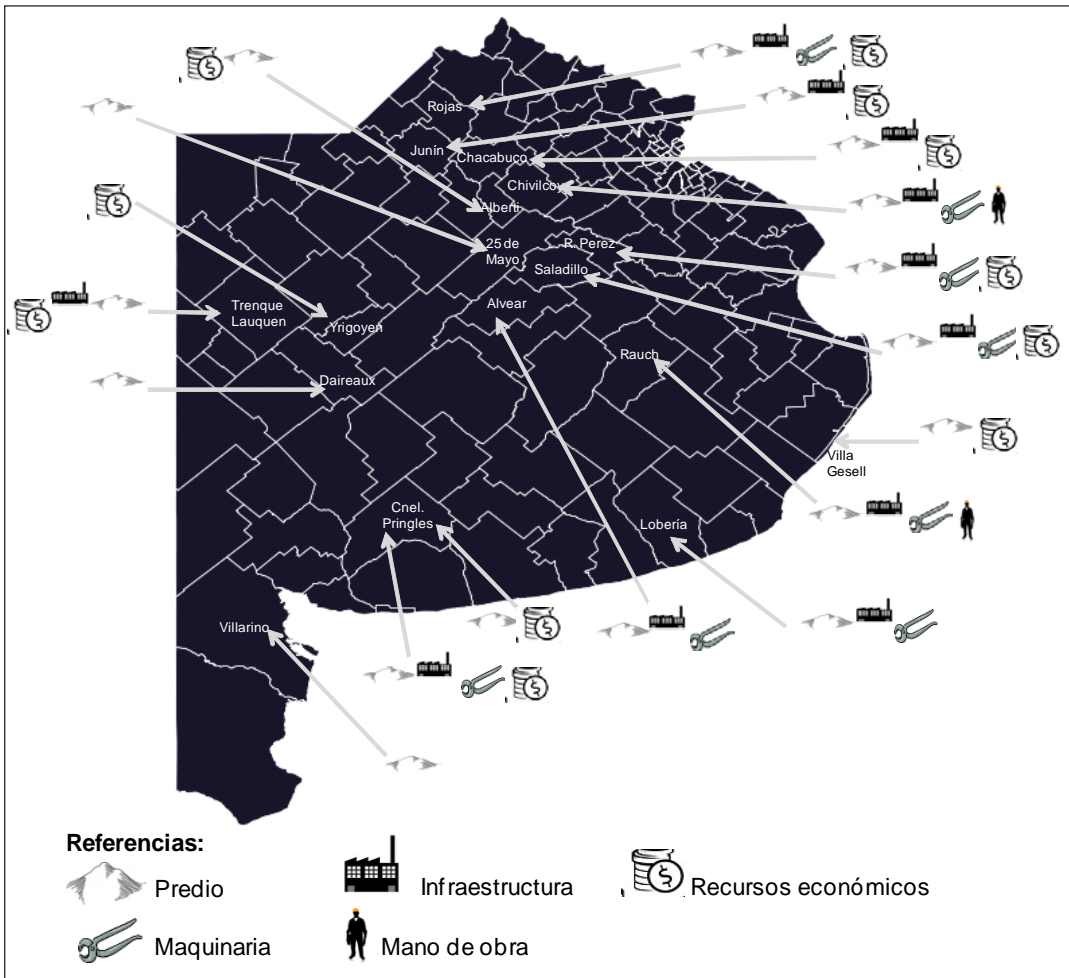 Rojas
Junín
Chacabuco
Chivilcoy
Alberti
25 de
Mayo
R. Perez
Saladillo
Trenque
Lauquen
Yrigoyen
Alvear
Rauch
Daireaux
Villa
Gesell
Cnel.
Pringles
Lobería
Villarino
Referencias:
Predio
Infraestructura
Recursos económicos
Maquinaria
Mano de obra